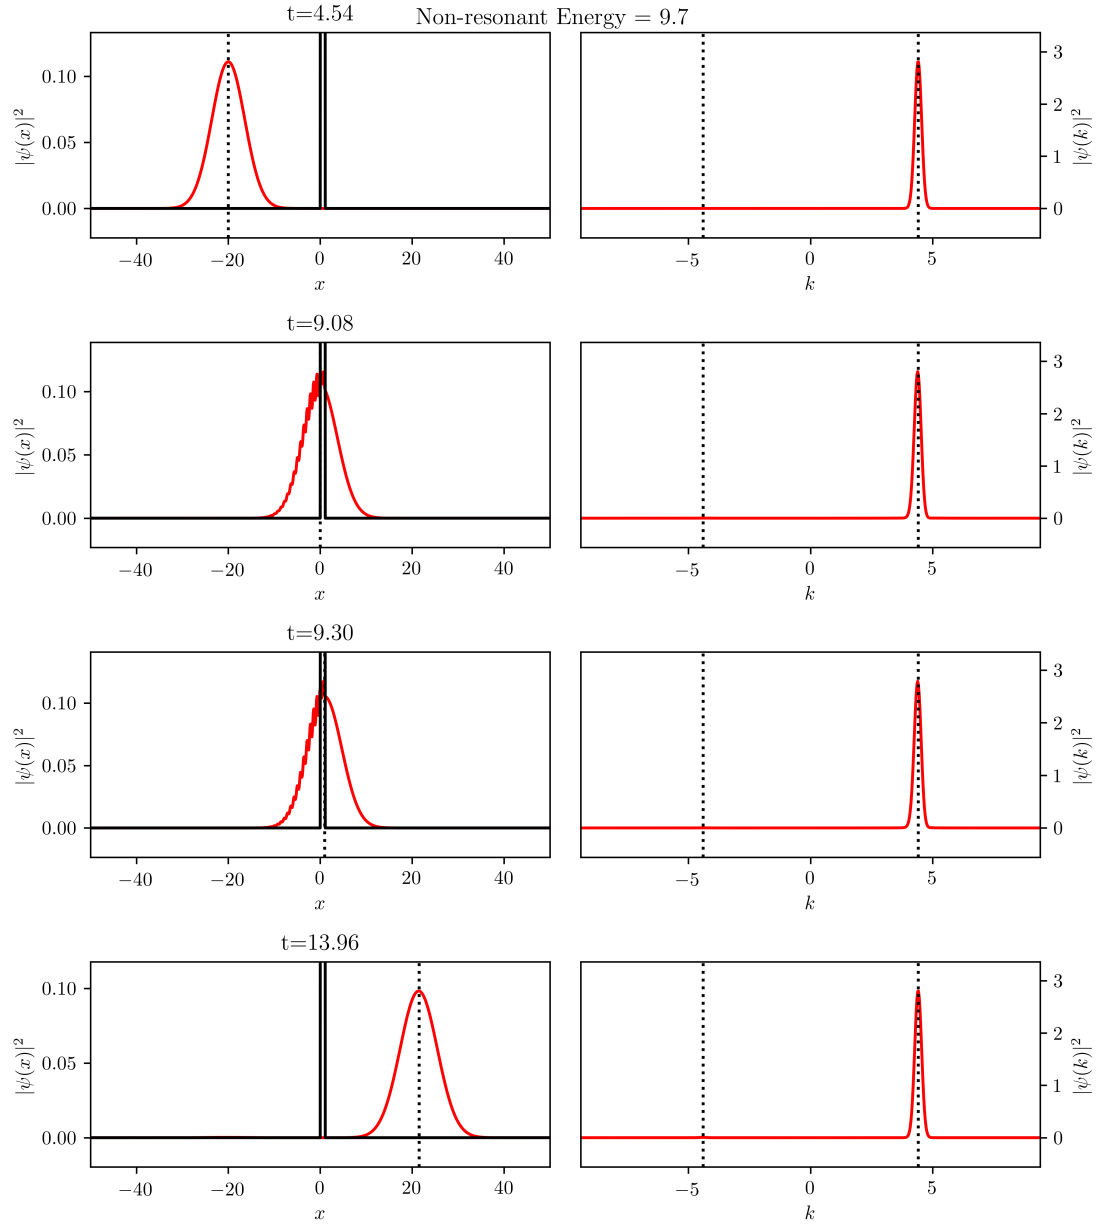 Non-resonant Energy = 9.7
t=4.54
|ψ(x)|²
0.10
0.05
0.00
−40 −20 0 20 40
x
3
2
1
0
|ψ(k)|²
−5 0 5
k
t=9.08
|ψ(x)|²
0.10
0.05
0.00
−40 −20 0 20 40
x
3
2
1
0
|ψ(k)|²
−5 0 5
k
t=9.30
|ψ(x)|²
0.10
0.05
0.00
−40 −20 0 20 40
x
3
2
1
0
|ψ(k)|²
−5 0 5
k
t=13.96
|ψ(x)|²
0.10
0.05
0.00
−40 −20 0 20 40
x
3
2
1
0
|ψ(k)|²
−5 0 5
k